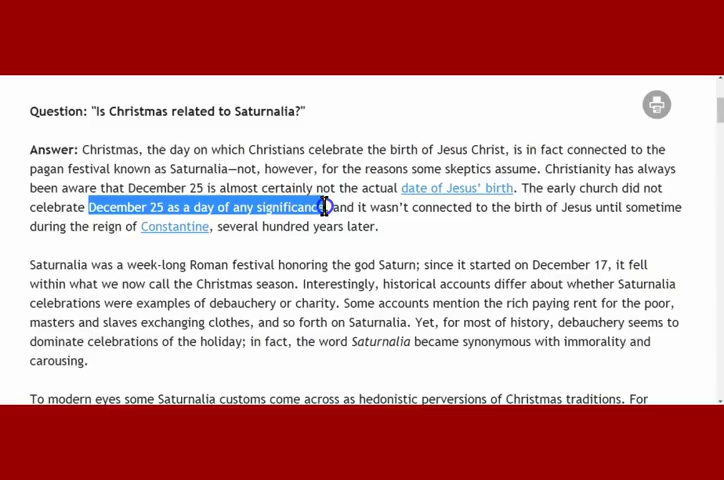 Question: "Is Christmas related to Saturnalia?"
Answer: Christmas, the day on which Christians celebrate the birth of Jesus Christ, is in fact connected to the
pagan festival known as Saturnalia—not, however, for the reasons some skeptics assume. Christianity has always
been aware that December 25 is almost certainly not the actual date of Jesus’ birth. The early church did not
celebrate December 25 as a day of any significance, and it wasn’t connected to the birth of Jesus until sometime
during the reign of Constantine, several hundred years later.
Saturnalia was a week-long Roman festival honoring the god Saturn; since it started on December 17, it fell
within what we now call the Christmas season. Interestingly, historical accounts differ about whether Saturnalia
celebrations were examples of debauchery or charity. Some accounts mention the rich paying rent for the poor,
masters and slaves exchanging clothes, and so forth on Saturnalia. Yet, for most of history, debauchery seems to
dominate celebrations of the holiday; in fact, the word Saturnalia became synonymous with immorality and
carousing.
To modern eyes some Saturnalia customs come across as hedonistic perversions of Christmas traditions. For